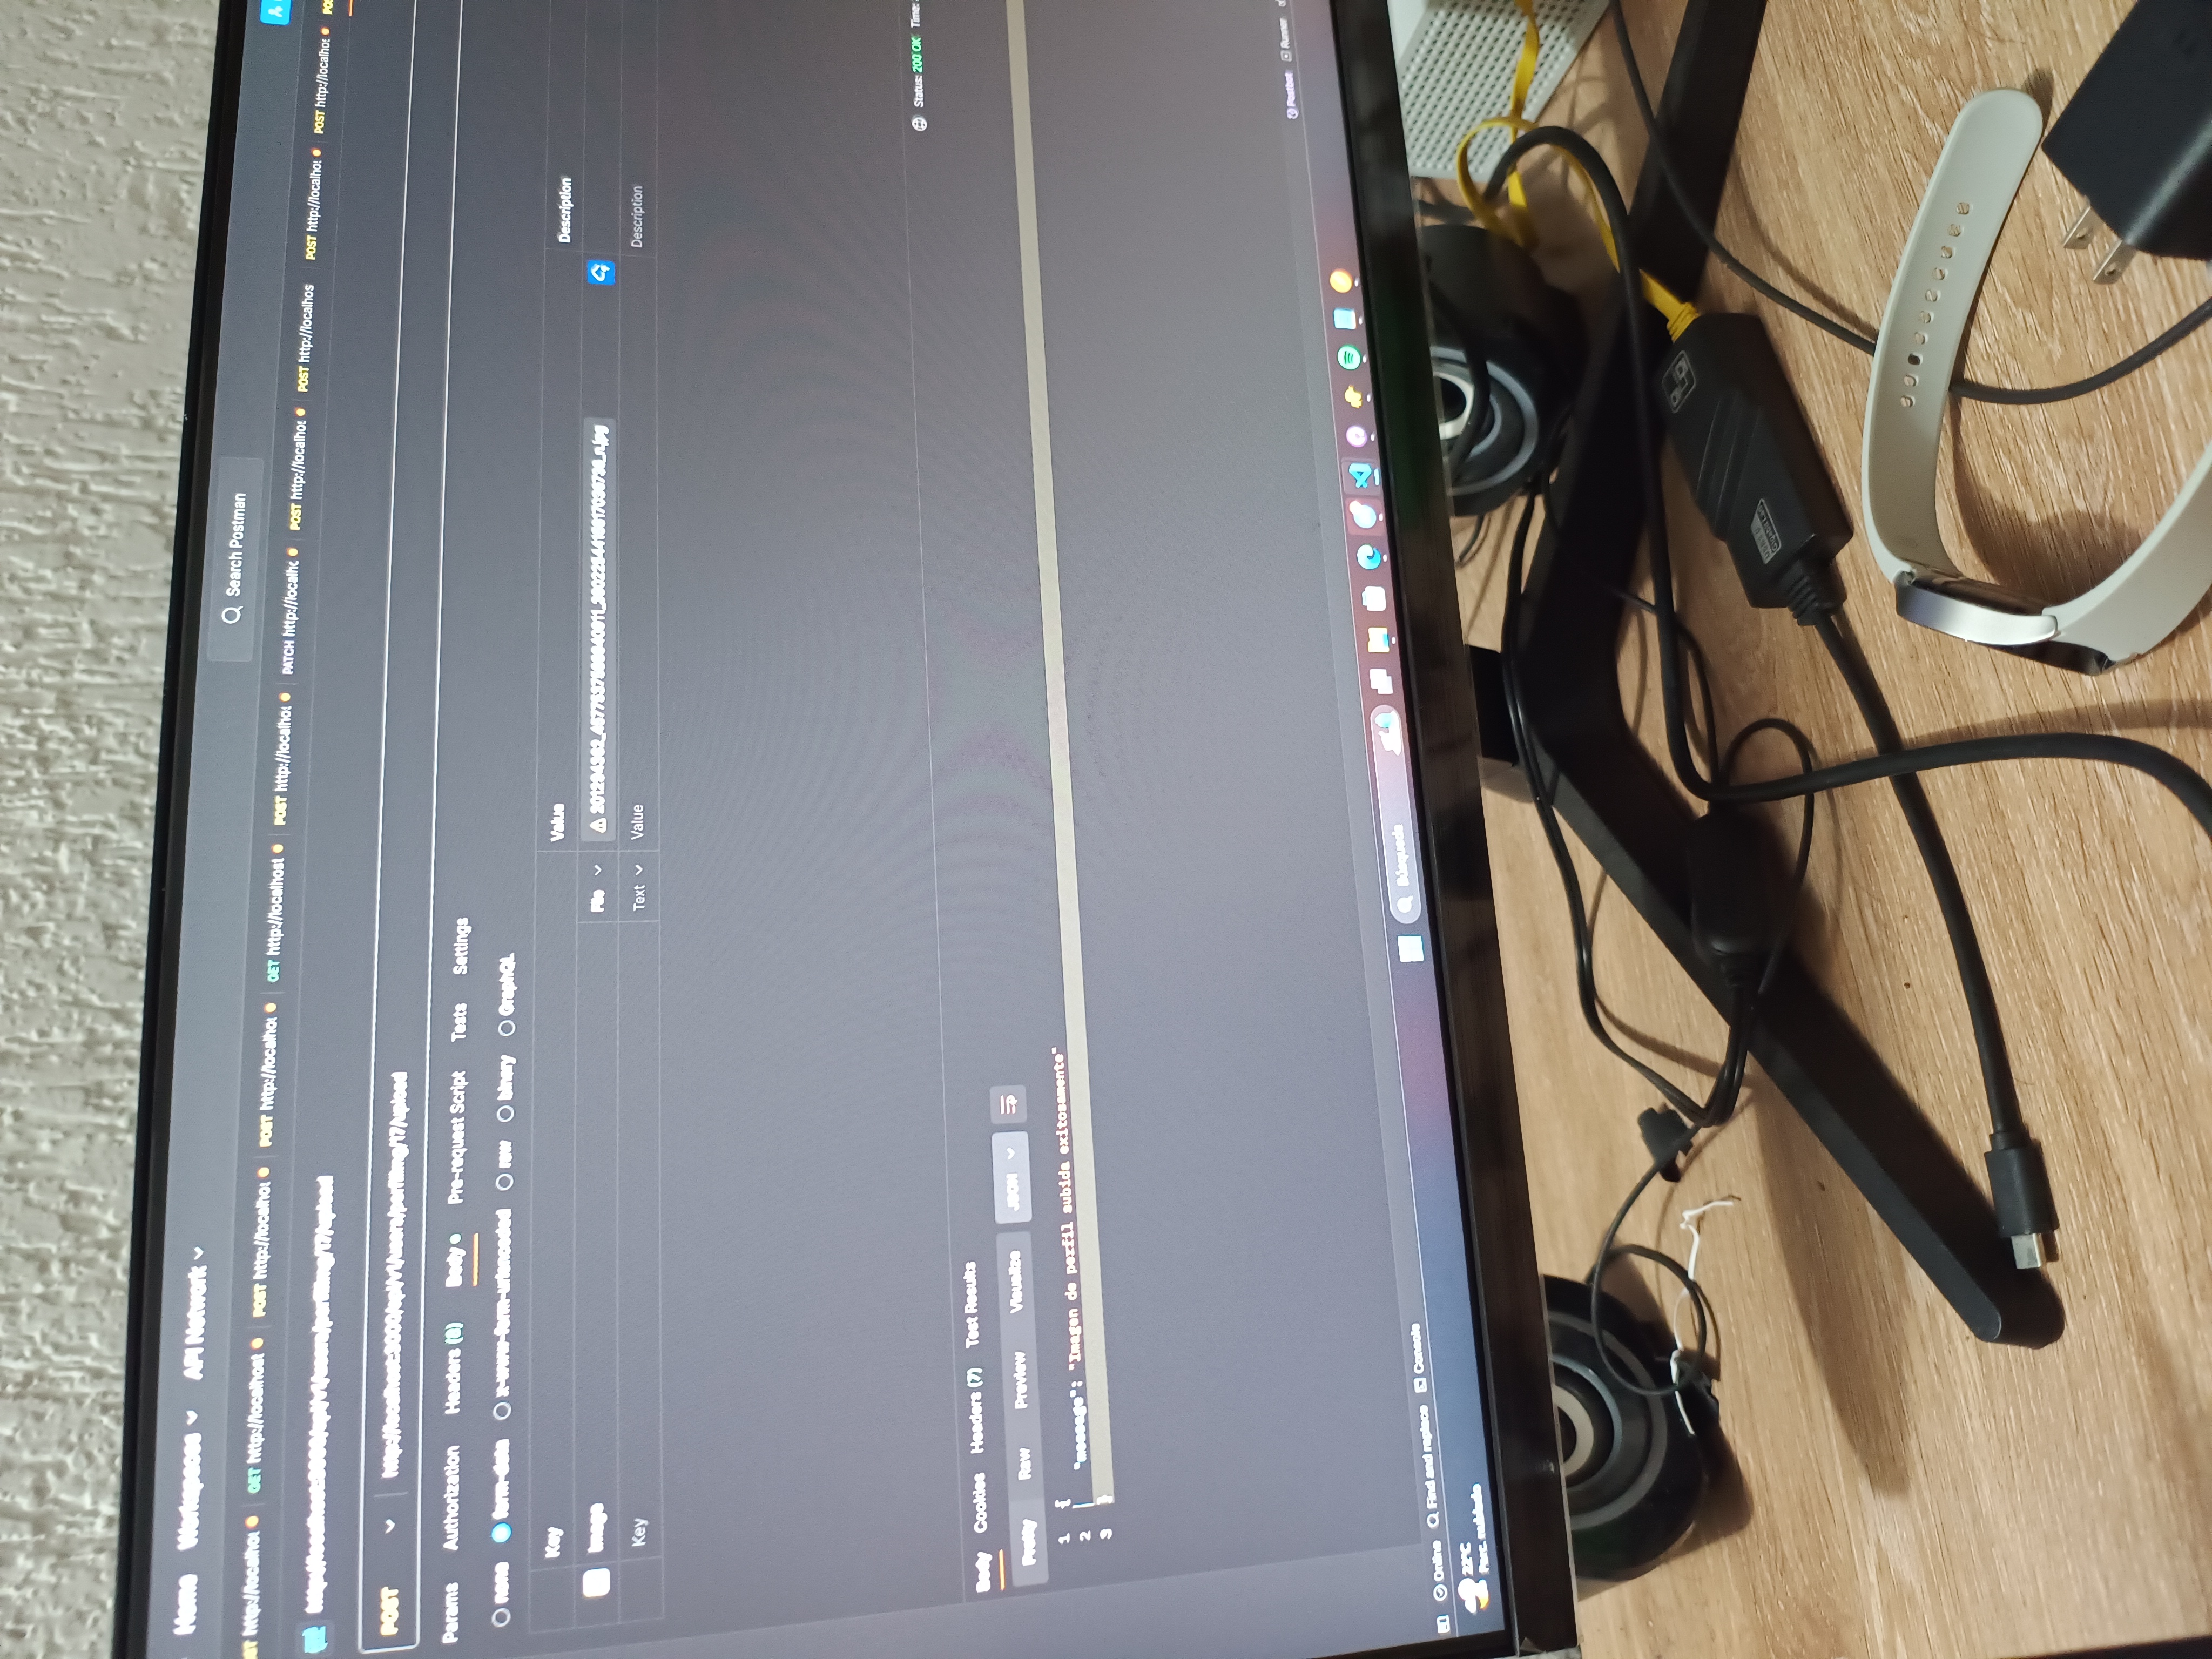 Home Workspaces API Network Search Postman
http://localhos GET http://localhost POST http://localhos POST http://localhos GET http://localhost POST http://localhos PATCH http://localhc POST http://localhos POST http://localhos POST http://localhos POST http://localhos
http://localhost:3000/api/v1/users/perfilimg/17/upload
POST http://localhost:3000/api/v1/users/perfilimg/17/upload
Params Authorization Headers (8) Body Pre-request Script Tests Settings
none form-data x-www-form-urlencoded raw binary GraphQL
Key Value Description
image File
Key Text Value Description
Status: 200 OK Time:
Body Cookies Headers (7) Test Results
Pretty Raw Preview Visualize JSON
1 {
2 "message": "Imagen de perfil subida exitosamente"
3 }
Postbot Runner
Online Find and replace Console
Búsqueda
22°C
Parc. nublado